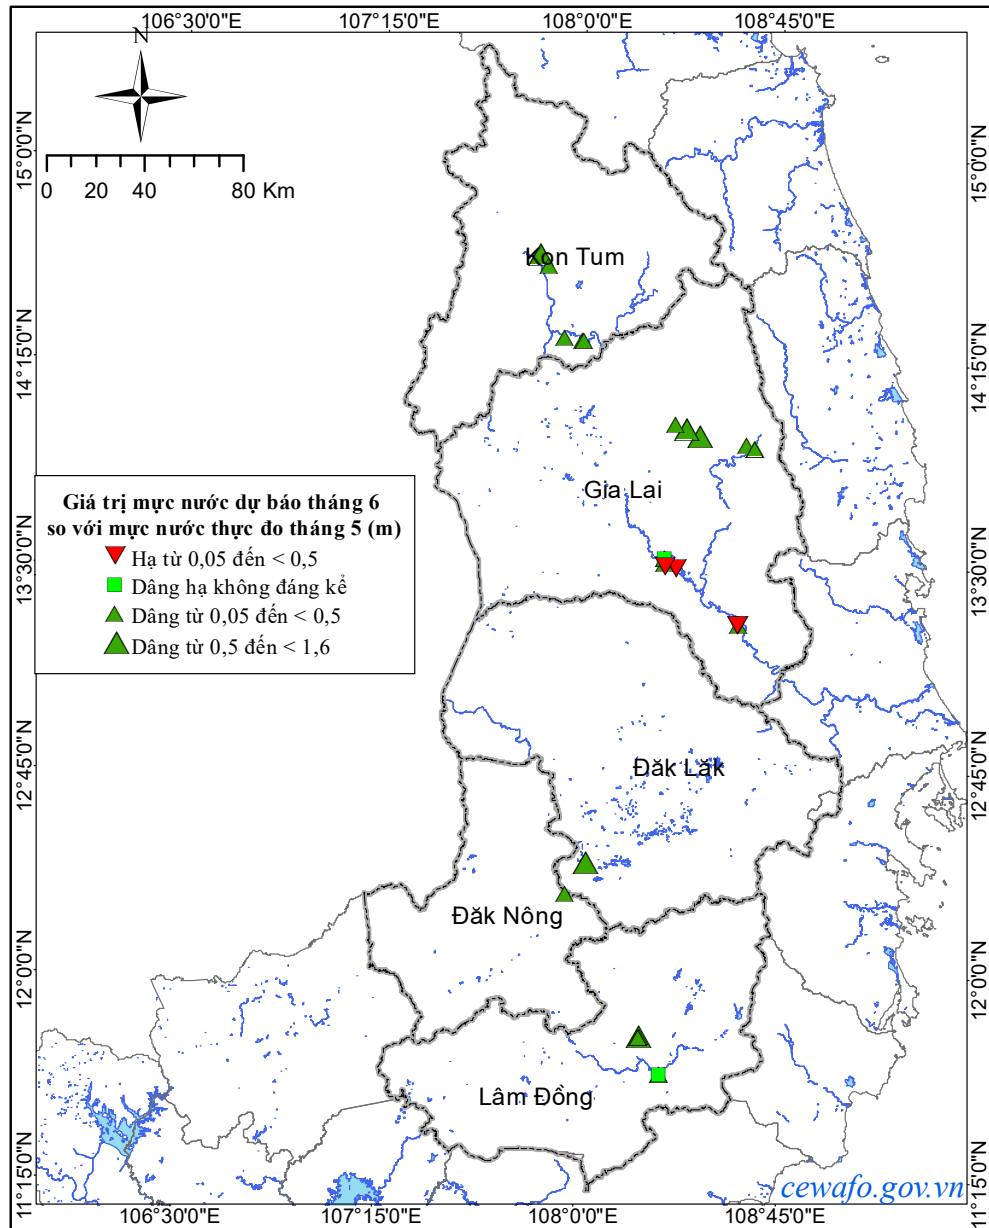 106°30'0"E 107°15'0"E 108°0'0"E 108°45'0"E
N
0 20 40 80 Km
15°0'0"N
15°0'0"N
Kon Tum
14°15'0"N
14°15'0"N
Gia Lai
Giá trị mực nước dự báo tháng 6
so với mực nước thực đo tháng 5 (m)
Hạ từ 0,05 đến < 0,5
Dâng hạ không đáng kể
Dâng từ 0,05 đến < 0,5
Dâng từ 0,5 đến < 1,6
13°30'0"N
13°30'0"N
Đăk Lăk
12°45'0"N
12°45'0"N
Đăk Nông
12°0'0"N
12°0'0"N
Lâm Đồng
11°15'0"N
11°15'0"N
cewafo.gov.vn
106°30'0"E 107°15'0"E 108°0'0"E 108°45'0"E